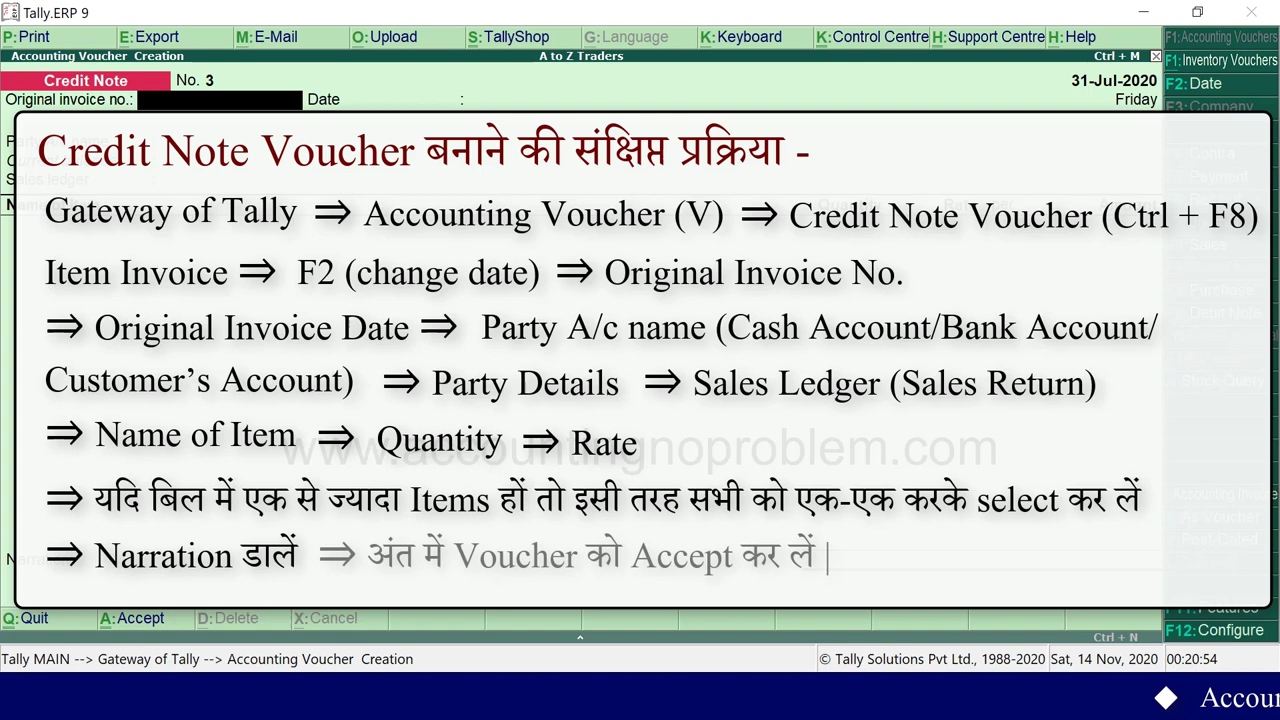 Tally.ERP 9
P:Print E:Export M:E-Mail O:Upload S:TallyShop G:Language K:Keyboard K:Control Centre H:Support Centre H:Help F1:Accounting Vouchers
Accounting Voucher Creation A to Z Traders Ctrl + M F1:Inventory Vouchers
Credit Note No. 3 31-Jul-2020 F2: Date
Original invoice no.: Date : Friday
F3: Company
Credit Note Voucher बनाने की संक्षिप्त प्रक्रिया -
Gateway of Tally ⇒ Accounting Voucher (V) ⇒ Credit Note Voucher (Ctrl + F8)
Item Invoice ⇒ F2 (change date) ⇒ Original Invoice No.
⇒ Original Invoice Date ⇒ Party A/c name (Cash Account/Bank Account/
Customer’s Account) ⇒ Party Details ⇒ Sales Ledger (Sales Return)
⇒ Name of Item ⇒ Quantity ⇒ Rate
www.accountingnoproblem.com
⇒ यदि बिल में एक से ज्यादा Items हों तो इसी तरह सभी को एक-एक करके select कर लें
⇒ Narration डालें ⇒ अंत में Voucher को Accept कर लें |
F11: Features
Q:Quit A:Accept D:Delete X:Cancel F12: Configure
Ctrl + N
Tally MAIN --> Gateway of Tally --> Accounting Voucher Creation © Tally Solutions Pvt Ltd., 1988-2020 Sat, 14 Nov, 2020 00:20:54
◆ Accou